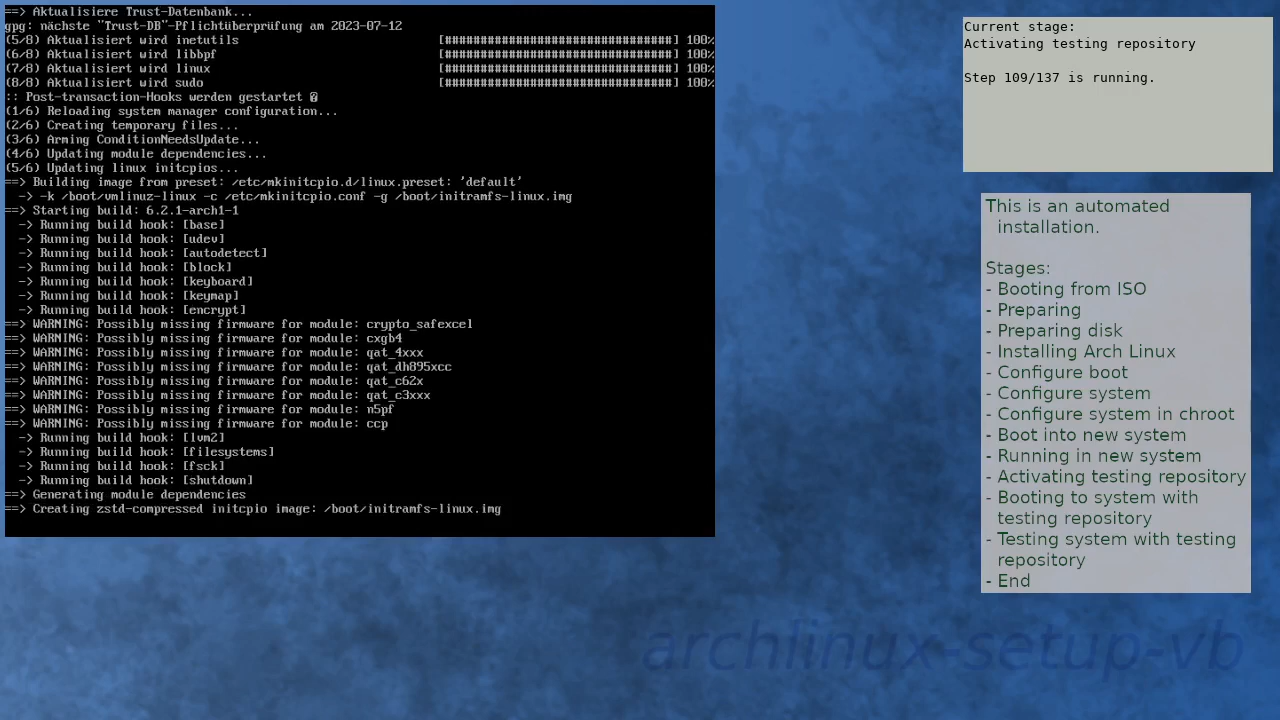 ==> Aktualisiere Trust-Datenbank...
gpg: nächste "Trust-DB"-Pflichtüberprüfung am 2023-07-12
(5/8) Aktualisiert wird inetutils [################################] 100%
(6/8) Aktualisiert wird libbpf [################################] 100%
(7/8) Aktualisiert wird linux [################################] 100%
(8/8) Aktualisiert wird sudo [################################] 100%
:: Post-transaction-Hooks werden gestartet �
(1/6) Reloading system manager configuration...
(2/6) Creating temporary files...
(3/6) Arming ConditionNeedsUpdate...
(4/6) Updating module dependencies...
(5/6) Updating linux initcpios...
==> Building image from preset: /etc/mkinitcpio.d/linux.preset: 'default'
  -> -k /boot/vmlinuz-linux -c /etc/mkinitcpio.conf -g /boot/initramfs-linux.img
==> Starting build: 6.2.1-arch1-1
  -> Running build hook: [base]
  -> Running build hook: [udev]
  -> Running build hook: [autodetect]
  -> Running build hook: [block]
  -> Running build hook: [keyboard]
  -> Running build hook: [keymap]
  -> Running build hook: [encrypt]
==> WARNING: Possibly missing firmware for module: crypto_safexcel
==> WARNING: Possibly missing firmware for module: cxgb4
==> WARNING: Possibly missing firmware for module: qat_4xxx
==> WARNING: Possibly missing firmware for module: qat_dh895xcc
==> WARNING: Possibly missing firmware for module: qat_c62x
==> WARNING: Possibly missing firmware for module: qat_c3xxx
==> WARNING: Possibly missing firmware for module: n5pf
==> WARNING: Possibly missing firmware for module: ccp
  -> Running build hook: [lvm2]
  -> Running build hook: [filesystems]
  -> Running build hook: [fsck]
  -> Running build hook: [shutdown]
==> Generating module dependencies
==> Creating zstd-compressed initcpio image: /boot/initramfs-linux.img
Current stage:
Activating testing repository
Step 109/137 is running.
This is an automated
installation.
Stages:
- Booting from ISO
- Preparing
- Preparing disk
- Installing Arch Linux
- Configure boot
- Configure system
- Configure system in chroot
- Boot into new system
- Running in new system
- Activating testing repository
- Booting to system with
testing repository
- Testing system with testing
repository
- End
archlinux-setup-vb